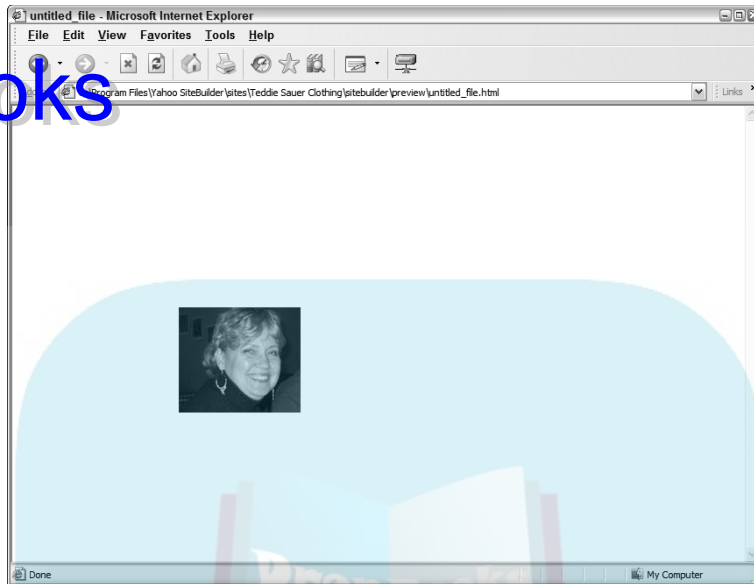 untitled_file - Microsoft Internet Explorer
File Edit View Favorites Tools Help
oks
Program Files\Yahoo SiteBuilder\sites\Teddie Sauer Clothing\sitebuilder\preview\untitled_file.html Links
Done My Computer